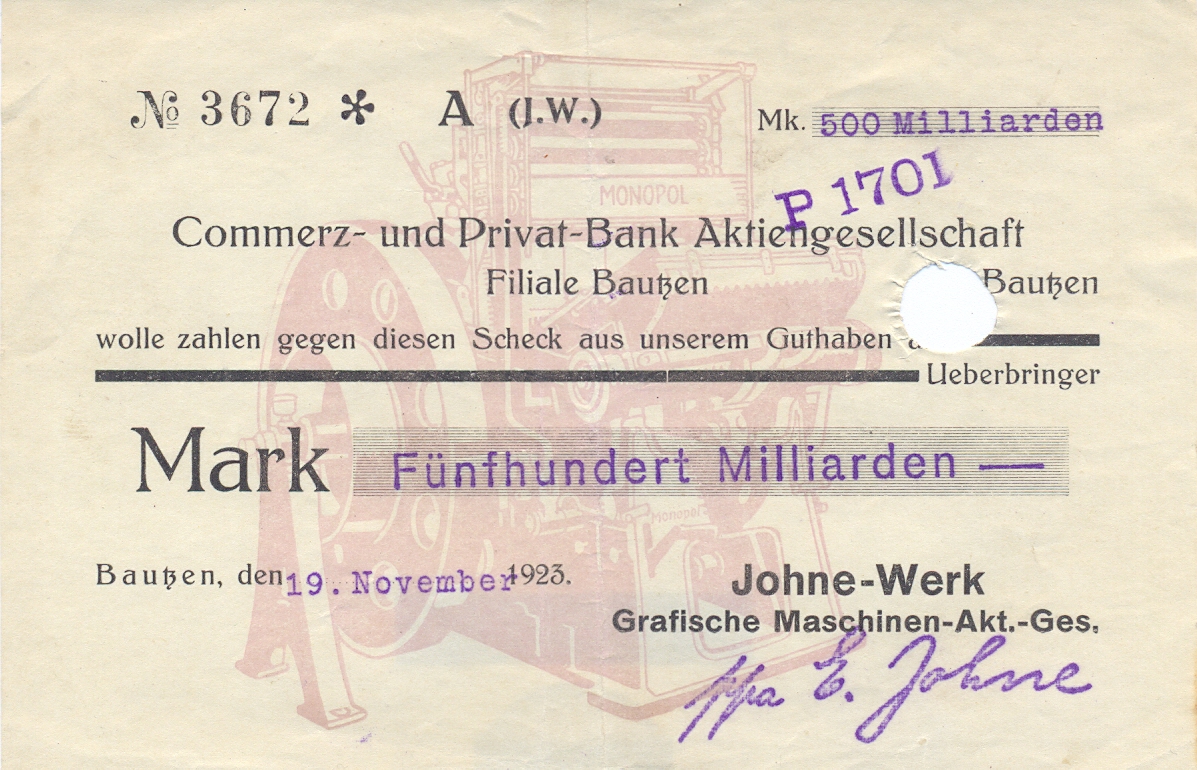 № 3672 * A (J.W.) Mk. 500 Milliarden
P 1701
MONOPOL
Commerz- und Privat-Bank Aktiengesellschaft
Filiale Bautzen Bautzen
wolle zahlen gegen diesen Scheck aus unserem Guthaben
Ueberbringer
Mark Fünfhundert Milliarden —
Monopol
Bautzen, den 19. November 1923.
Johne-Werk
Grafische Maschinen-Akt.-Ges.
ppa E. Johne